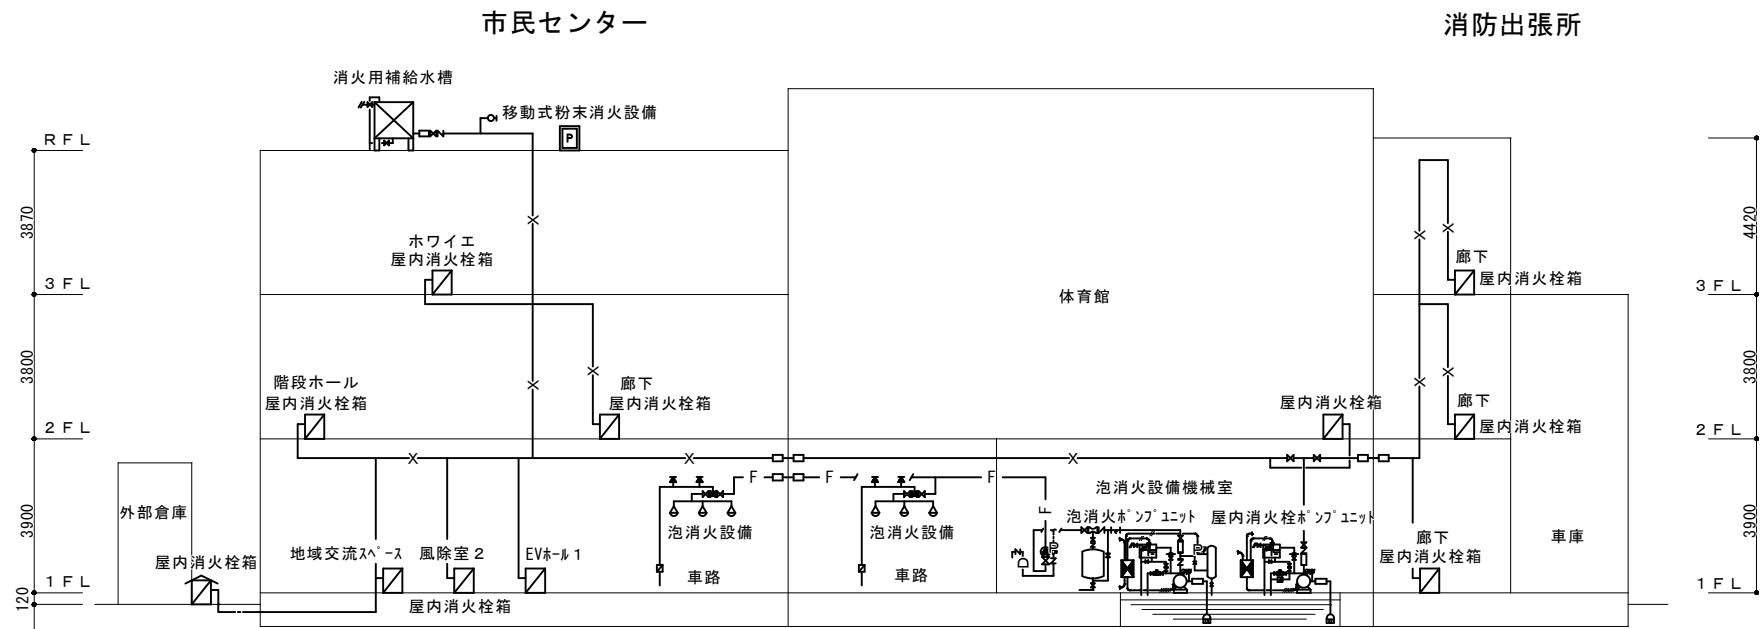 市民センター
消防出張所
消火用補給水槽
移動式粉末消火設備
P
RFL
3870
4420
ホワイエ
屋内消火栓箱
廊下
屋内消火栓箱
3FL
体育館
3FL
3800
3800
階段ホール
屋内消火栓箱
廊下
屋内消火栓箱
屋内消火栓箱
廊下
屋内消火栓箱
2FL
2FL
F
F
F
F
泡消火設備機械室
外部倉庫
泡消火設備
泡消火設備
泡消火ポンプユニット
屋内消火栓ポンプユニット
車庫
3900
3900
屋内消火栓箱
地域交流スペース
風除室2
EVホール1
車路
車路
廊下
屋内消火栓箱
1FL
屋内消火栓箱
1FL
120